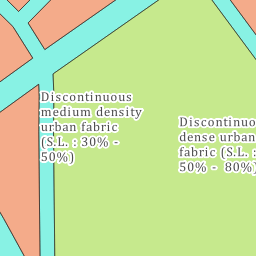 Discontinuous
medium density
urban fabric
(S.L. : 30% -
50%)
Discontinuo
dense urban
fabric (S.L. :
50% - 80%)